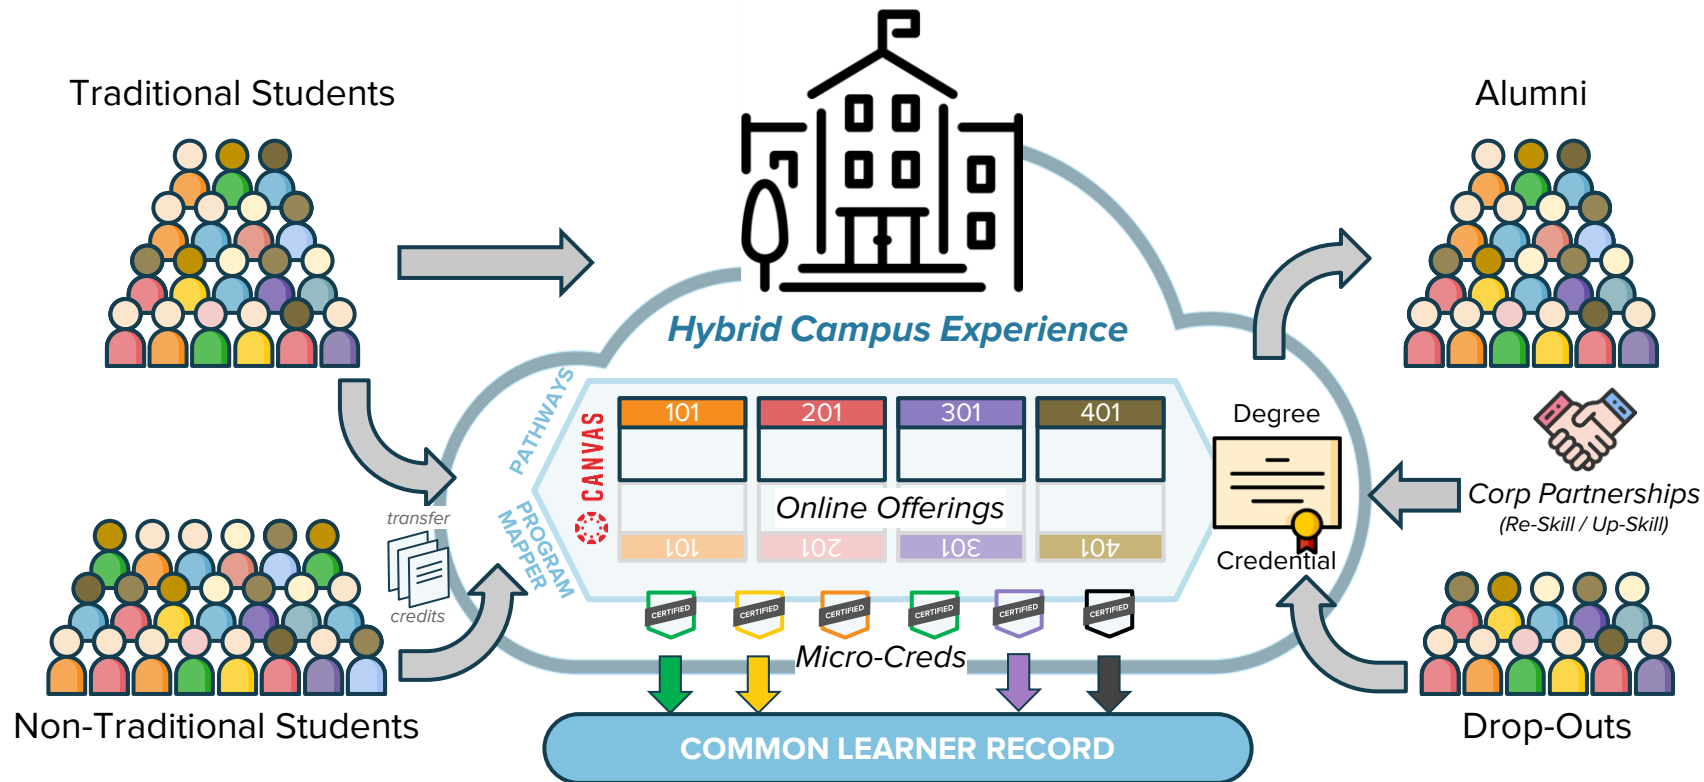 Traditional Students
Alumni
Hybrid Campus Experience
PATHWAYS
PROGRAM
MAPPER
CANVAS
101
201
301
401
Online Offerings
101
201
301
401
Degree
Credential
Corp Partnerships
(Re-Skill / Up-Skill)
transfer
credits
CERTIFIED
CERTIFIED
CERTIFIED
CERTIFIED
CERTIFIED
CERTIFIED
Micro-Creds
Non-Traditional Students
Drop-Outs
COMMON LEARNER RECORD